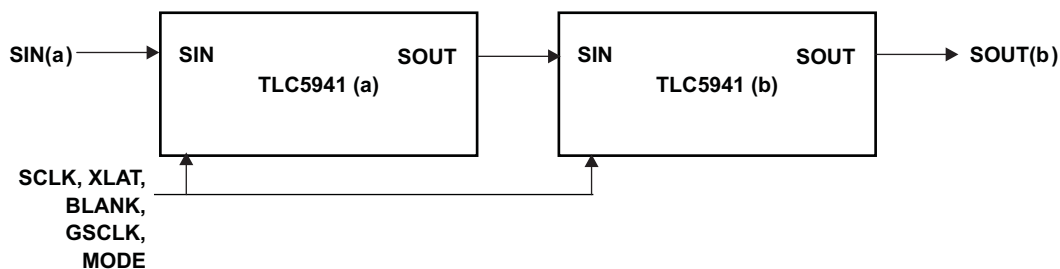 SIN(a)
SIN
SOUT
TLC5941 (a)
SIN
SOUT
TLC5941 (b)
SOUT(b)
SCLK, XLAT,
BLANK,
GSCLK,
MODE